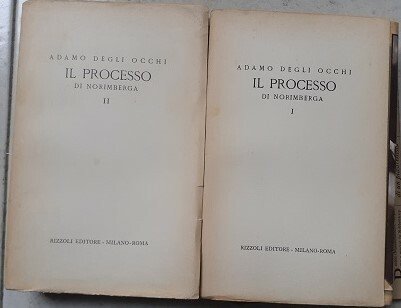 ADAMO DEGLI OCCHI
IL PROCESSO
DI NORIMBERGA
II
RIZZOLI EDITORE - MILANO-ROMA
ADAMO DEGLI OCCHI
IL PROCESSO
DI NORIMBERGA
I
RIZZOLI EDITORE - MILANO-ROMA